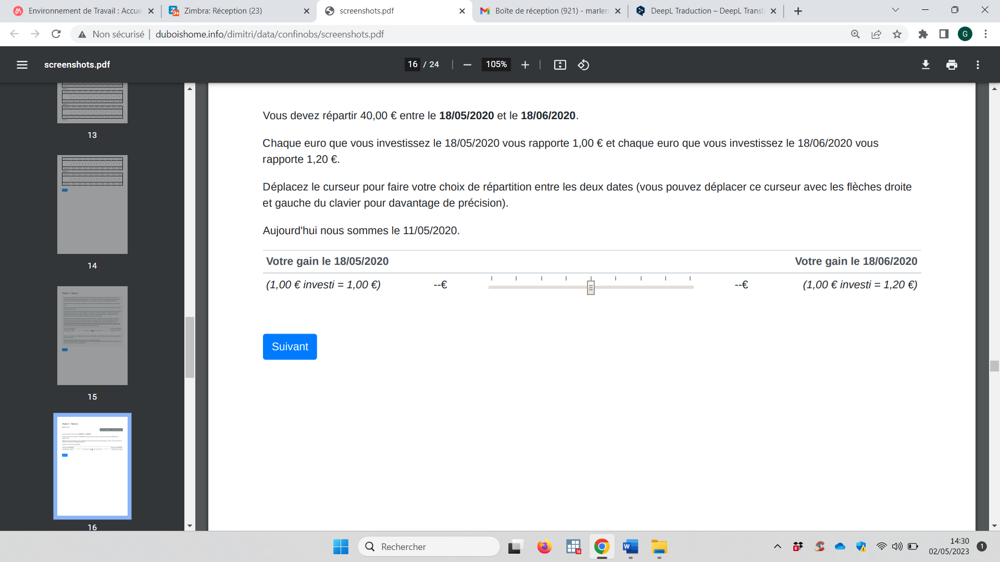 Environnement de Travail : Accue
Zimbra: Réception (23)
screenshots.pdf
Boîte de réception (921) - marlen
DeepL Traduction – DeepL Transl
Non sécurisé
duboishome.info/dimitri/data/confinobs/screenshots.pdf
G
screenshots.pdf
16 / 24
105%
13
14
15
16
Vous devez répartir 40,00 € entre le 18/05/2020 et le 18/06/2020.
Chaque euro que vous investissez le 18/05/2020 vous rapporte 1,00 € et chaque euro que vous investissez le 18/06/2020 vous
rapporte 1,20 €.
Déplacez le curseur pour faire votre choix de répartition entre les deux dates (vous pouvez déplacer ce curseur avec les flèches droite
et gauche du clavier pour davantage de précision).
Aujourd'hui nous sommes le 11/05/2020.
Votre gain le 18/05/2020
Votre gain le 18/06/2020
(1,00 € investi = 1,00 €)
--€
--€
(1,00 € investi = 1,20 €)
Suivant
Rechercher
14:30
02/05/2023
1